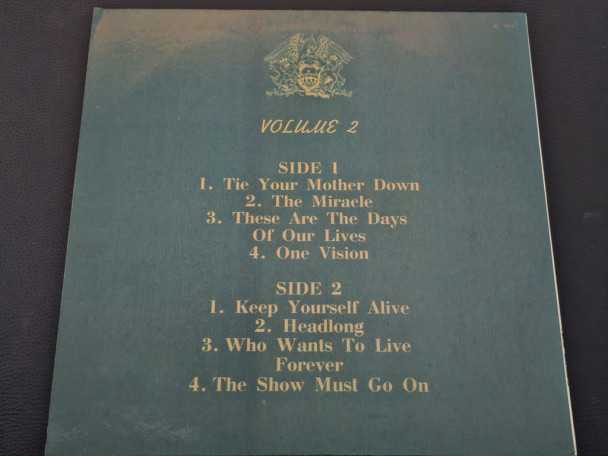 VOLUME 2
SIDE 1
1. Tie Your Mother Down
2. The Miracle
3. These Are The Days
Of Our Lives
4. One Vision
SIDE 2
1. Keep Yourself Alive
2. Headlong
3. Who Wants To Live
Forever
4. The Show Must Go On